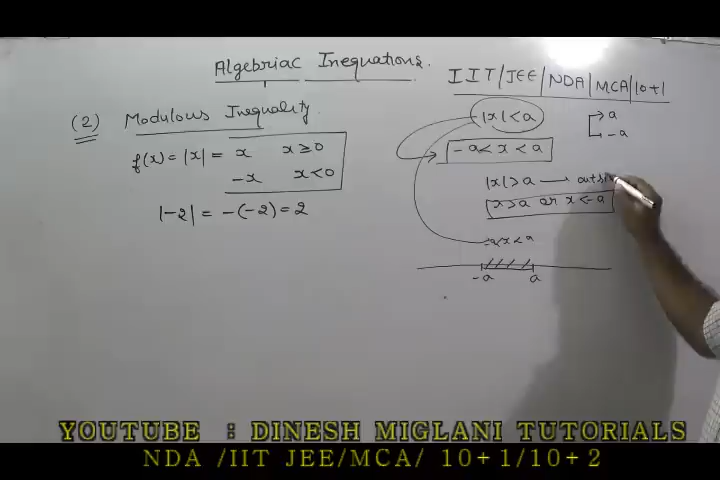 Algebriac Inequations.
IIT/JEE/NDA/MCA/10+1
(2) Modulous Inequality
f(x) = |x| = x x ≥ 0
-x x < 0
|-2| = -(-2) = 2
|x| < a
a
-a
-a < x < a
|x| > a
x > a or x < -a
-a < x < a
-a a
YOUTUBE : DINESH MIGLANI TUTORIALS
NDA /IIT JEE/MCA/ 10+1/10+2